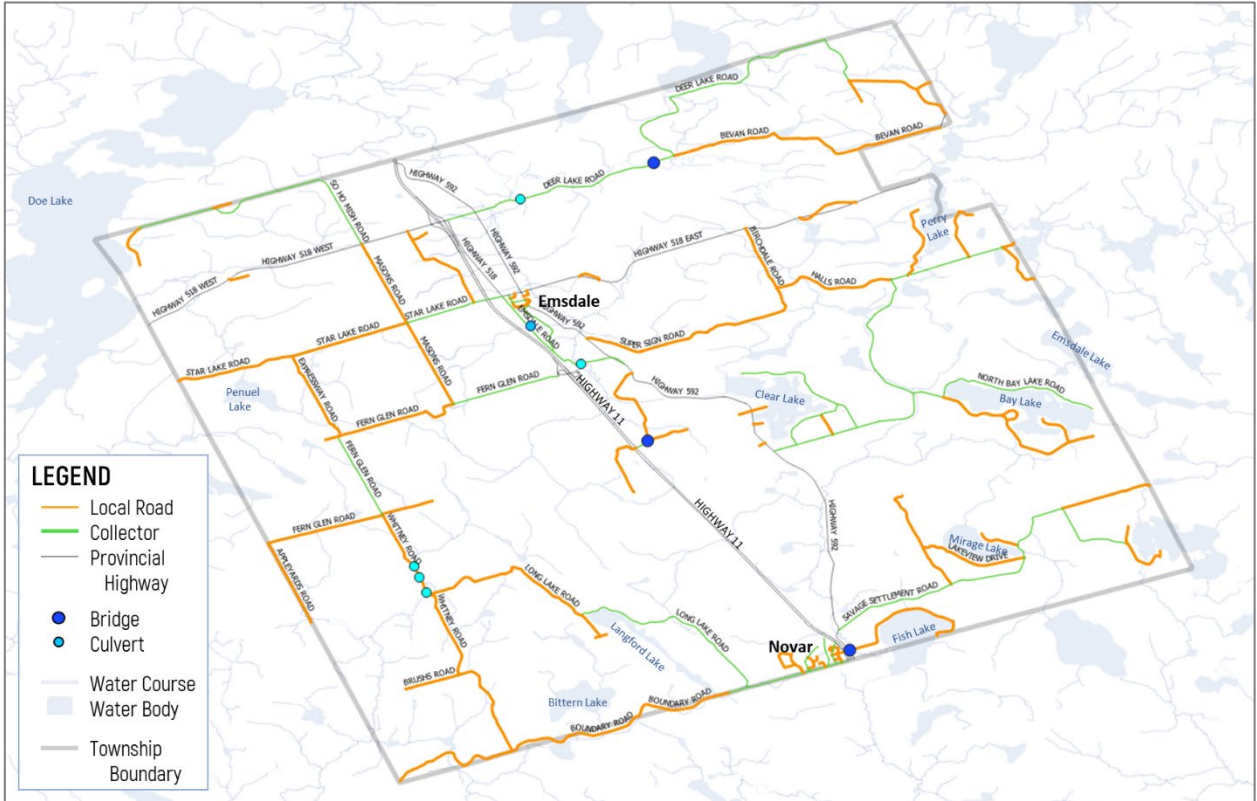 DEER LAKE ROAD
BEVAN ROAD
BEVAN ROAD
HIGHWAY 592
DEER LAKE ROAD
Doe Lake
SO HO MISH ROAD
Perry
Lake
HIGHWAY 518 WEST
HIGHWAY 518
HIGHWAY 592
HIGHWAY 518 EAST
BIRCHDALE ROAD
MASONS ROAD
HALLS ROAD
HIGHWAY 518 WEST
STAR LAKE ROAD
Emsdale
EMSDALE ROAD
HIGHWAY 592
STAR LAKE ROAD
SUPER SIGN ROAD
Emsdale Lake
STAR LAKE ROAD
EXPRESSWAY ROAD
MASONS ROAD
FERN GLEN ROAD
HIGHWAY 11
HIGHWAY 592
NORTH BAY LAKE ROAD
Penuel
Lake
Clear Lake
Bay Lake
FERN GLEN ROAD
FERN GLEN ROAD
LEGEND
Local Road
Collector
Provincial
Highway
Bridge
Culvert
Water Course
Water Body
Township
Boundary
FERN GLEN ROAD
WHITNEY ROAD
HIGHWAY 11
HIGHWAY 592
APPLEYARDS ROAD
Mirage Lake
LAKEVIEW DRIVE
LONG LAKE ROAD
SAVAGE SETTLEMENT ROAD
WHITNEY ROAD
LONG LAKE ROAD
Langford Lake
Novar
Fish Lake
BRUSHS ROAD
Bittern Lake
BOUNDARY ROAD
BOUNDARY ROAD